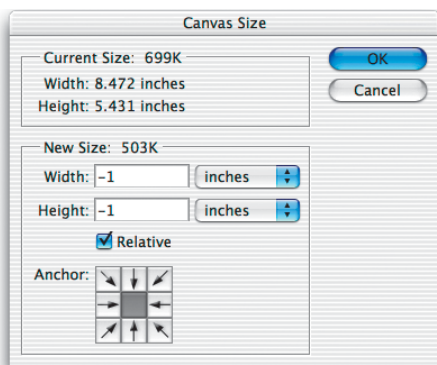 Canvas Size
Current Size: 699K
Width: 8.472 inches
Height: 5.431 inches
OK
Cancel
New Size: 503K
Width: -1 inches
Height: -1 inches
Relative
Anchor: